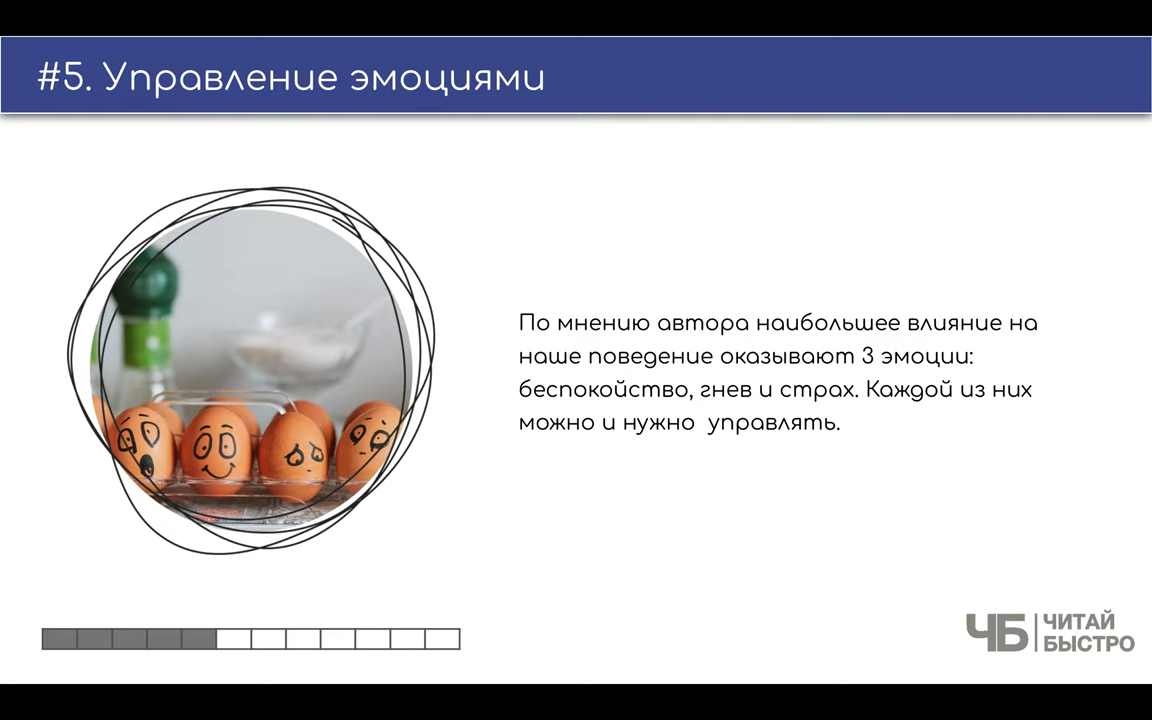 #5. Управление эмоциями
По мнению автора наибольшее влияние на
наше поведение оказывают 3 эмоции:
беспокойство, гнев и страх. Каждой из них
можно и нужно  управлять.
ЧБ
ЧИТАЙ
БЫСТРО